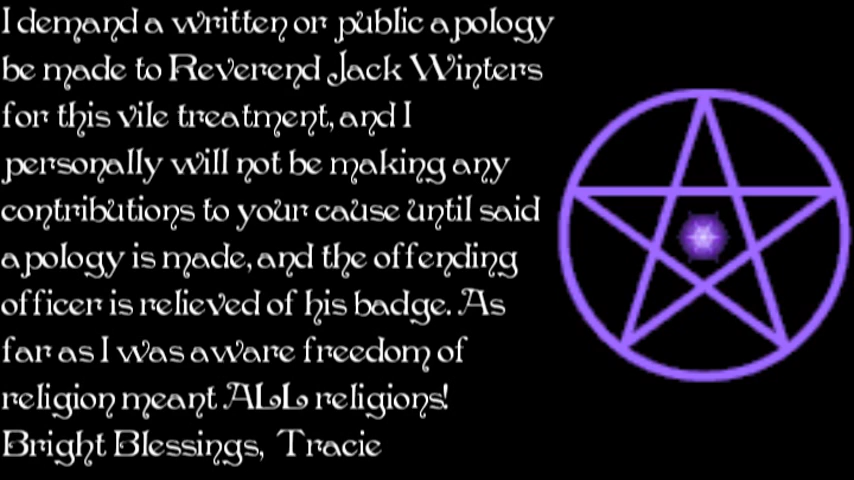 I demand a written or public apology
be made to Reverend Jack Winters
for this vile treatment, and I
personally will not be making any
contributions to your cause until said
apology is made, and the offending
officer is relieved of his badge. As
far as I was aware freedom of
religion meant ALL religions!
Bright Blessings, Tracie